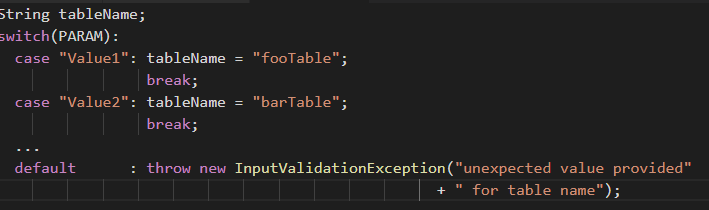 String tableName;
switch(PARAM):
case "Value1": tableName = "fooTable";
break;
case "Value2": tableName = "barTable";
break;
...
default : throw new InputValidationException("unexpected value provided"
+ " for table name");